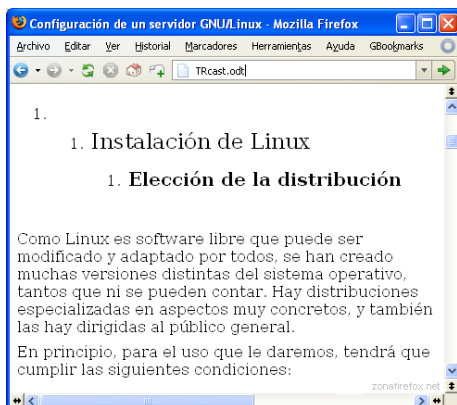 Configuración de un servidor GNU/Linux - Mozilla Firefox
Archivo Editar Ver Historial Marcadores Herramientas Ayuda GBookmarks
TRcast.odt
1.
1. Instalación de Linux
1. Elección de la distribución
Como Linux es software libre que puede ser
modificado y adaptado por todos, se han creado
muchas versiones distintas del sistema operativo,
tantos que ni se pueden contar. Hay distribuciones
especializadas en aspectos muy concretos, y también
las hay dirigidas al público general.
En principio, para el uso que le daremos, tendrá que
cumplir las siguientes condiciones:
zonafirefox.net